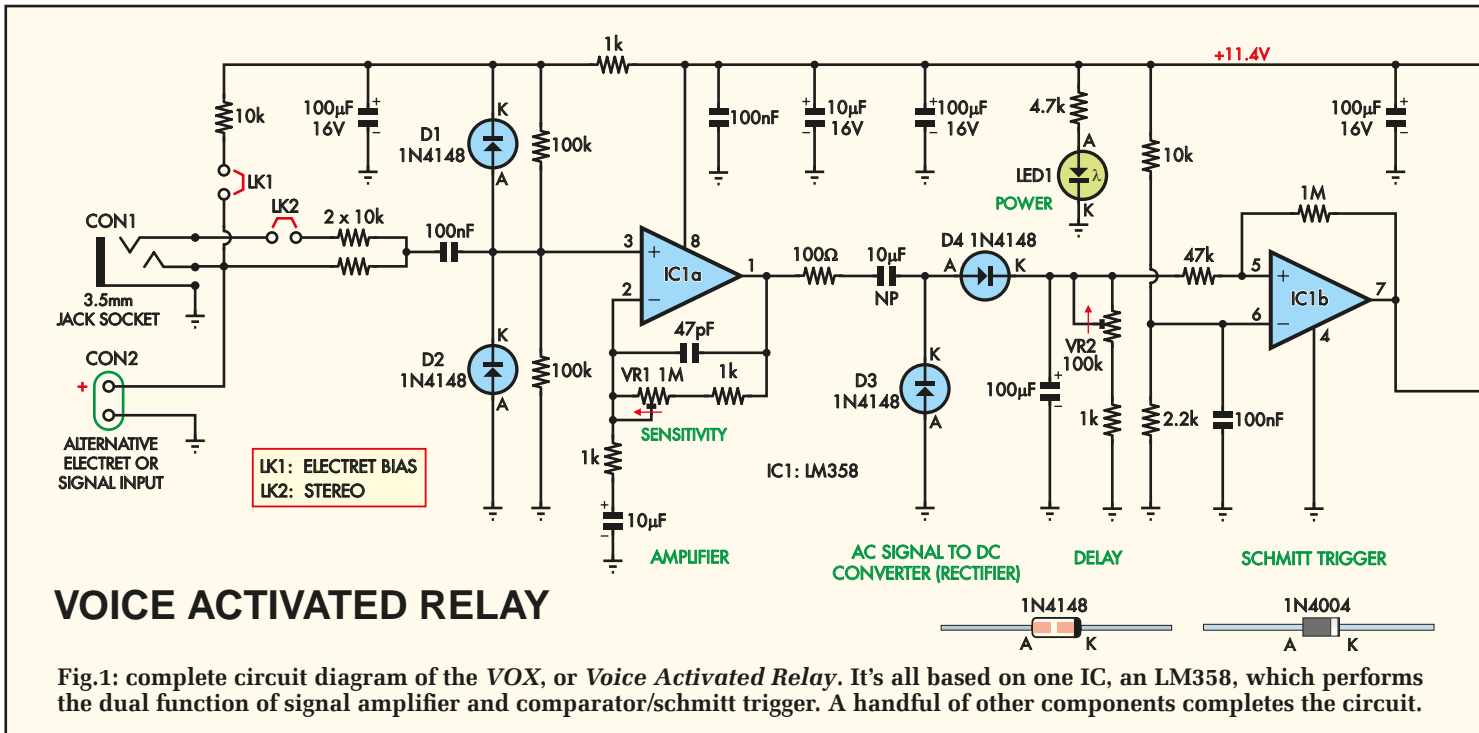 1k
+11.4V
10k
100µF
16V
+
−
D1
1N4148
K
A
100k
100nF
+
−
10µF
16V
+
−
100µF
16V
4.7k
A
LED1
λ
K
POWER
10k
100µF
16V
+
−
LK1
CON1
LK2
2 x 10k
100nF
3.5mm
JACK SOCKET
3
+
8
IC1a
1
2
−
100Ω
10µF
NP
D4 1N4148
A
K
47k
1M
5
+
IC1b
7
6
−
4
47pF
VR1 1M
1k
SENSITIVITY
D2
1N4148
K
A
100k
CON2
+
ALTERNATIVE
ELECTRET OR
SIGNAL INPUT
K
D3
1N4148
A
VR2
100k
100µF
+
−
1k
2.2k
100nF
1k
+
10µF
−
LK1: ELECTRET BIAS
LK2: STEREO
IC1: LM358
AMPLIFIER
AC SIGNAL TO DC
CONVERTER (RECTIFIER)
DELAY
SCHMITT TRIGGER
VOICE ACTIVATED RELAY
1N4148
A
K
1N4004
A
K
Fig.1: complete circuit diagram of the VOX, or Voice Activated Relay. It's all based on one IC, an LM358, which performs
the dual function of signal amplifier and comparator/schmitt trigger. A handful of other components completes the circuit.